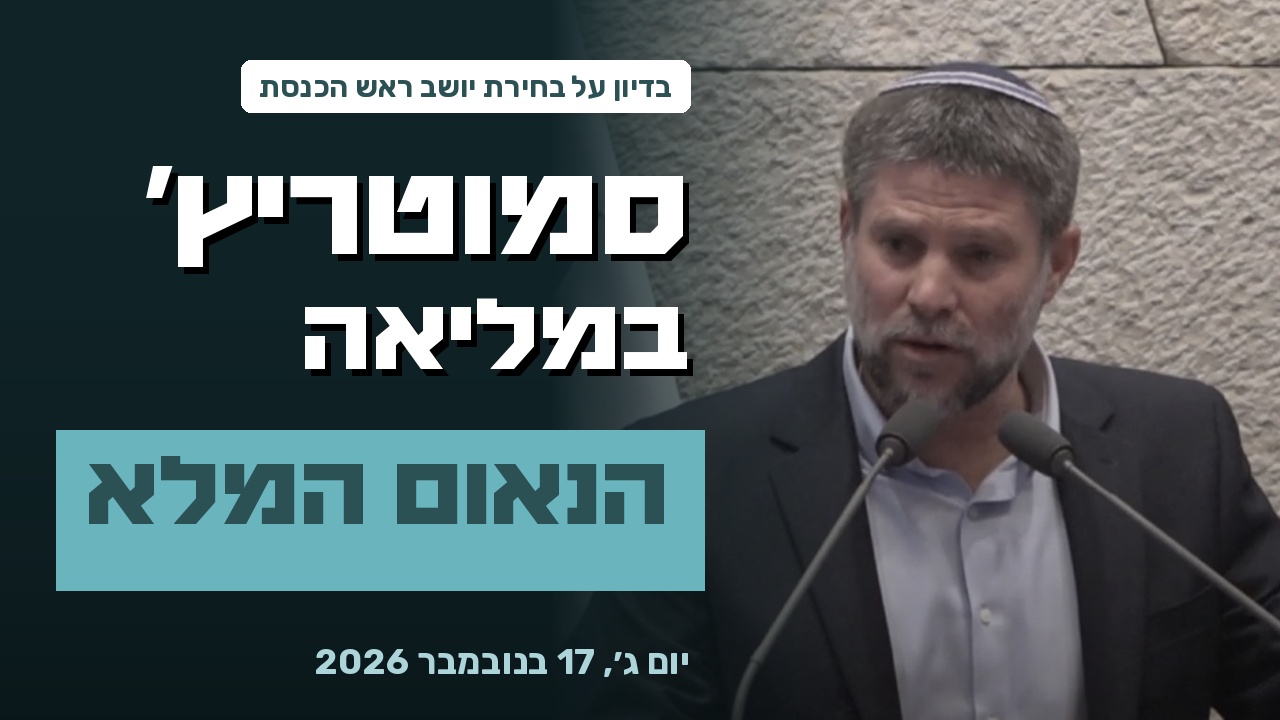 בדיון על בחירת יושב ראש הכנסת
סמוטריץ'
במליאה
הנאום המלא
יום ג', 17 בנובמבר 2026